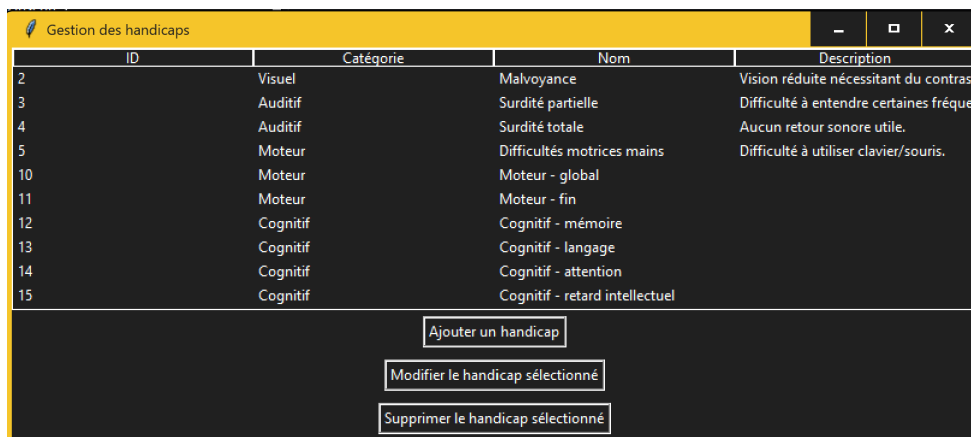 Gestion des handicaps
ID Catégorie Nom Description
2 Visuel Malvoyance Vision réduite nécessitant du contras
3 Auditif Surdité partielle Difficulté à entendre certaines fréque
4 Auditif Surdité totale Aucun retour sonore utile.
5 Moteur Difficultés motrices mains Difficulté à utiliser clavier/souris.
10 Moteur Moteur - global
11 Moteur Moteur - fin
12 Cognitif Cognitif - mémoire
13 Cognitif Cognitif - langage
14 Cognitif Cognitif - attention
15 Cognitif Cognitif - retard intellectuel
Ajouter un handicap
Modifier le handicap sélectionné
Supprimer le handicap sélectionné